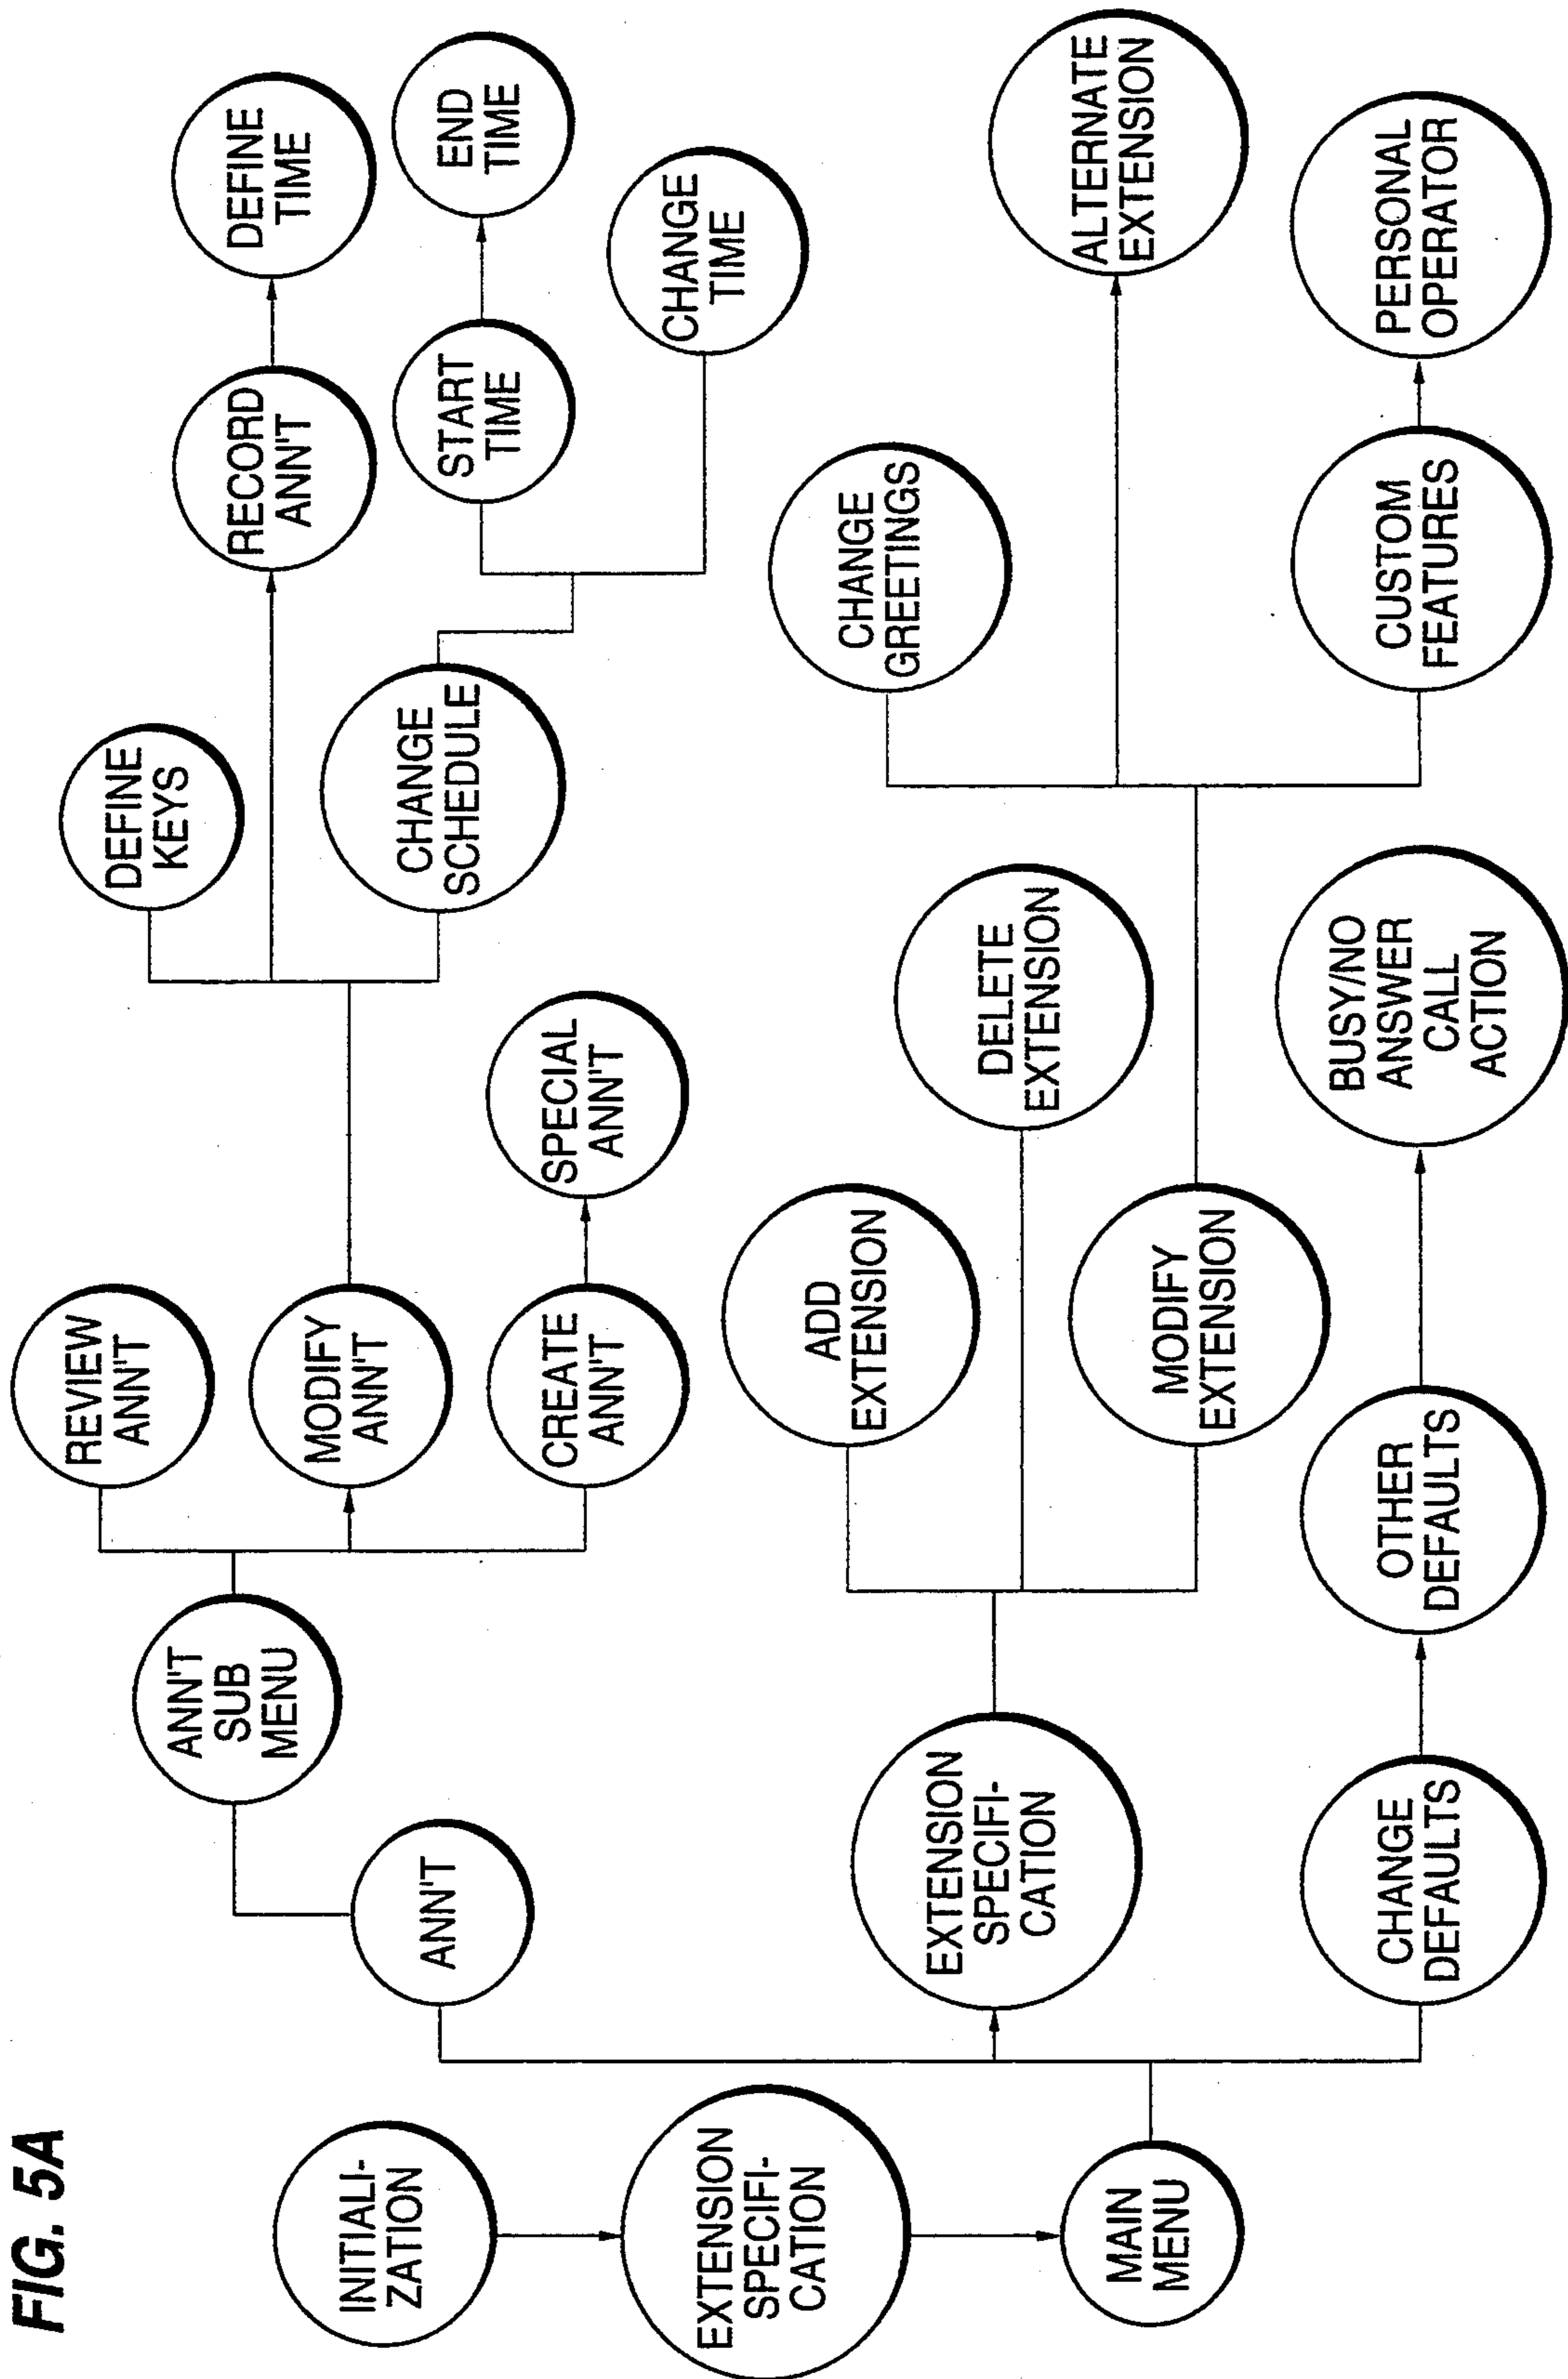 FIG. 5A
INITIALI-
ZATION
EXTENSION
SPECIFI-
CATION
MAIN
MENU
ANN'T
EXTENSION
SPECIFI-
CATION
CHANGE
DEFAULTS
ANN'T
SUB
MENU
REVIEW
ANN'T
MODIFY
ANN'T
CREATE
ANN'T
SPECIAL
ANN'T
DEFINE
KEYS
CHANGE
SCHEDULE
RECORD
ANN'T
DEFINE
TIME
START
TIME
END
TIME
CHANGE
TIME
ADD
EXTENSION
DELETE
EXTENSION
MODIFY
EXTENSION
CHANGE
GREETINGS
ALTERNATE
EXTENSION
CUSTOM
FEATURES
PERSONAL
OPERATOR
OTHER
DEFAULTS
BUSY/NO
ANSWER
CALL
ACTION